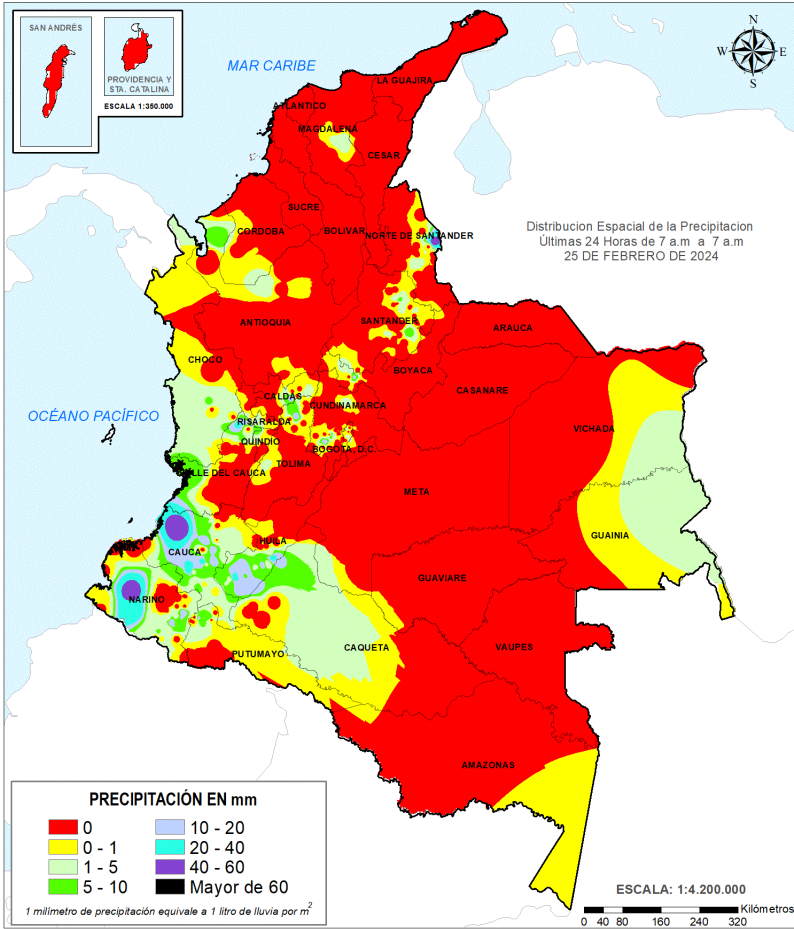 SAN ANDRÉS
PROVIDENCIA Y
STA. CATALINA
ESCALA 1:350.000
MAR CARIBE
N
W E
S
LA GUAJIRA
ATLANTICO
MAGDALENA
CESAR
SUCRE
CORDOBA
BOLIVAR
NORTE DE SANTANDER
Distribucion Espacial de la Precipitacion
Últimas 24 Horas de 7 a.m a 7 a.m
25 DE FEBRERO DE 2024
ANTIOQUIA
SANTANDER
ARAUCA
CHOCO
BOYACA
CASANARE
CALDAS
CUNDINAMARCA
OCÉANO PACÍFICO
RISARALDA
VICHADA
QUINDIO
BOGOTA, D.C.
TOLIMA
VALLE DEL CAUCA
META
GUAINIA
HUILA
CAUCA
GUAVIARE
NARIÑO
CAQUETA
VAUPES
PUTUMAYO
AMAZONAS
PRECIPITACIÓN EN mm
0
0 - 1
1 - 5
5 - 10
10 - 20
20 - 40
40 - 60
Mayor de 60
1 milimetro de precipitación equivale a 1 litro de lluvia por m2
ESCALA: 1:4.200.000
Kilómetros
0 40 80 160 240 320